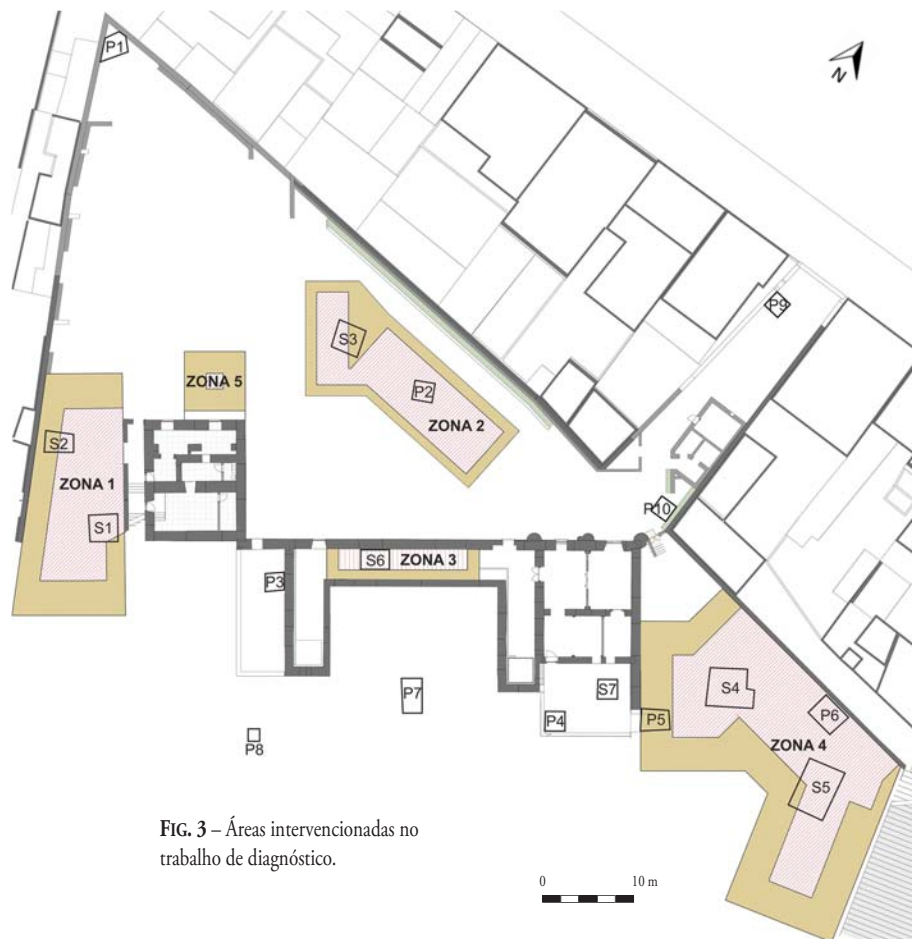 P1
N
P9
S3
P2
ZONA 5
ZONA 2
S2
ZONA 1
S1
P10
S6 ZONA 3
P3
S4
P7
S7
P4
P5
P6
P8
ZONA 4
S5
FIG. 3 – Áreas intervencionadas no
trabalho de diagnóstico.
0 10 m